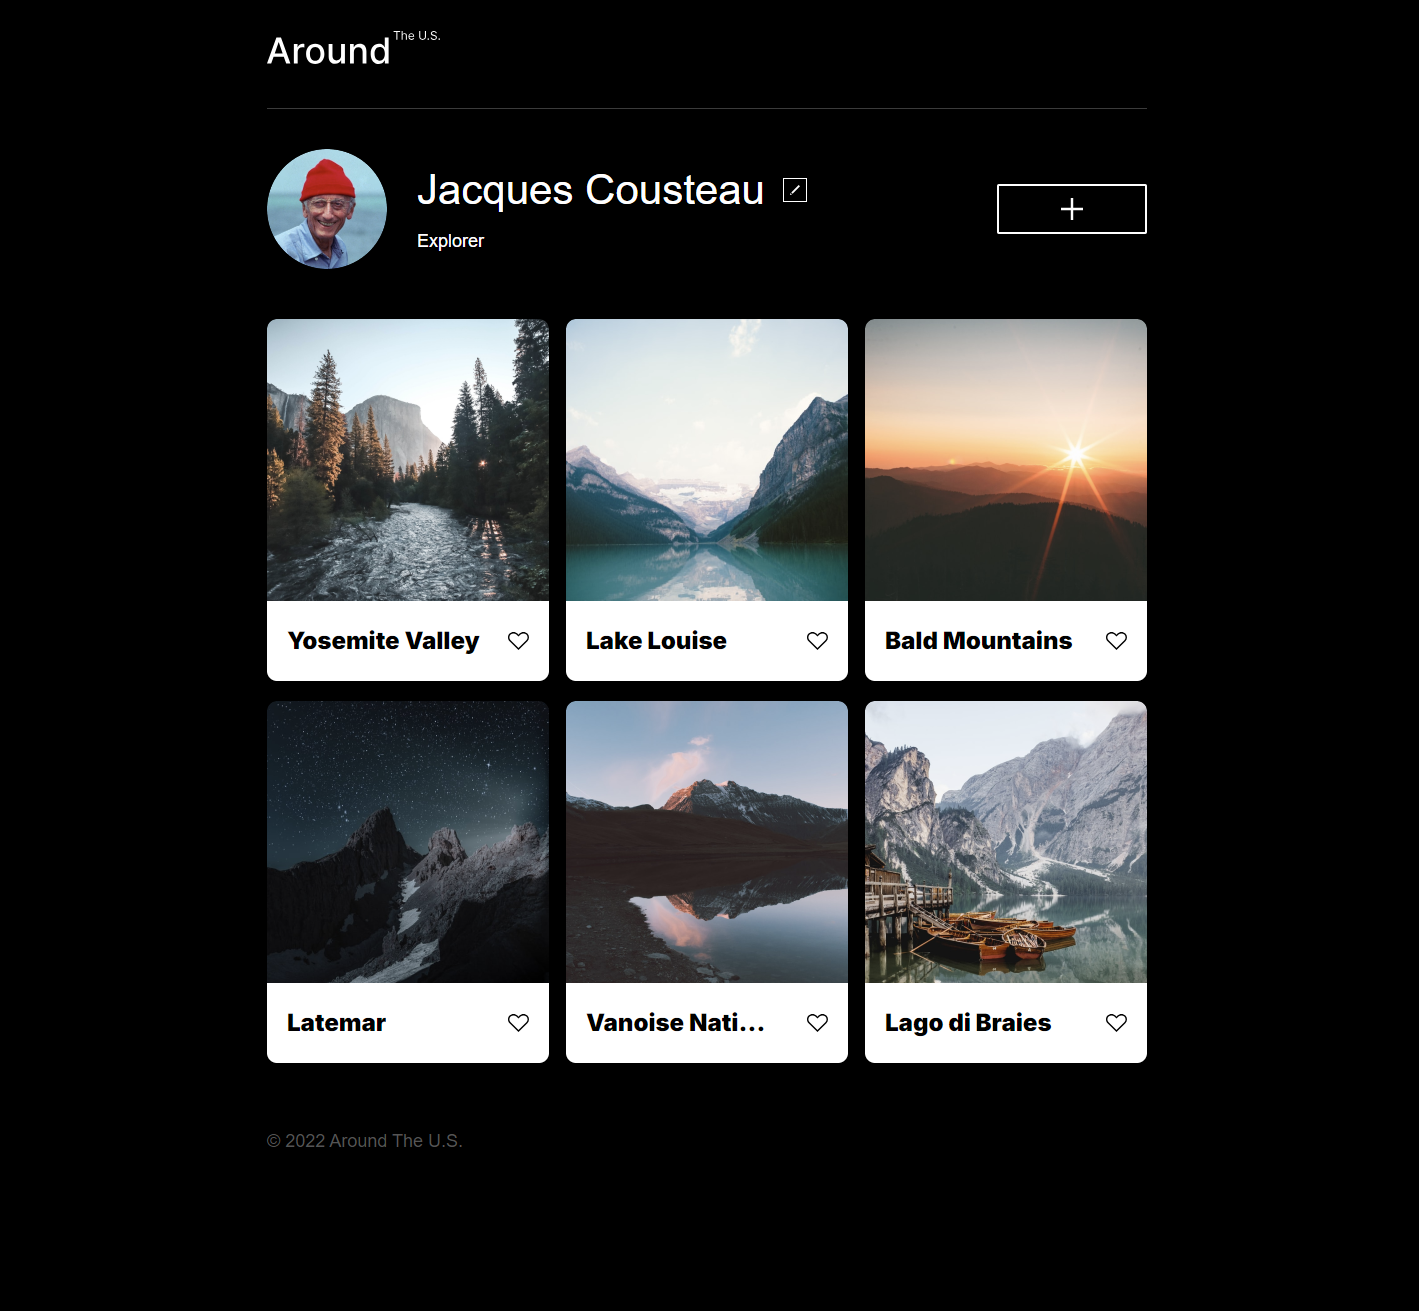 Around The U.S.
Jacques Cousteau
Explorer
Yosemite Valley
Lake Louise
Bald Mountains
Latemar
Vanoise Nati...
Lago di Braies
© 2022 Around The U.S.